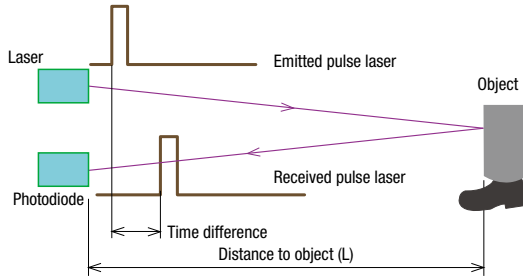 Laser
Emitted pulse laser
Object
Photodiode
Received pulse laser
Time difference
Distance to object (L)